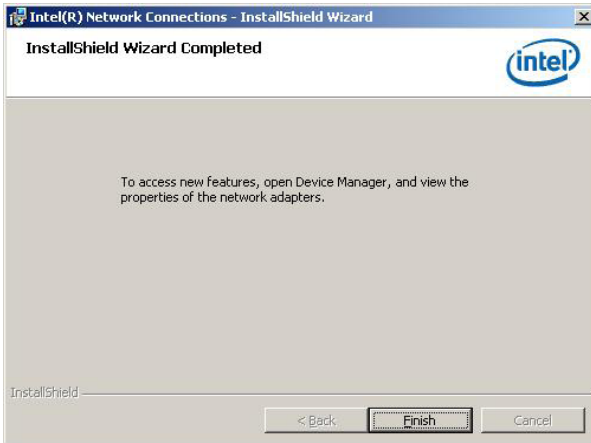 Intel(R) Network Connections - InstallShield Wizard
InstallShield Wizard Completed
intel
To access new features, open Device Manager, and view the
properties of the network adapters.
InstallShield
< Back
Finish
Cancel